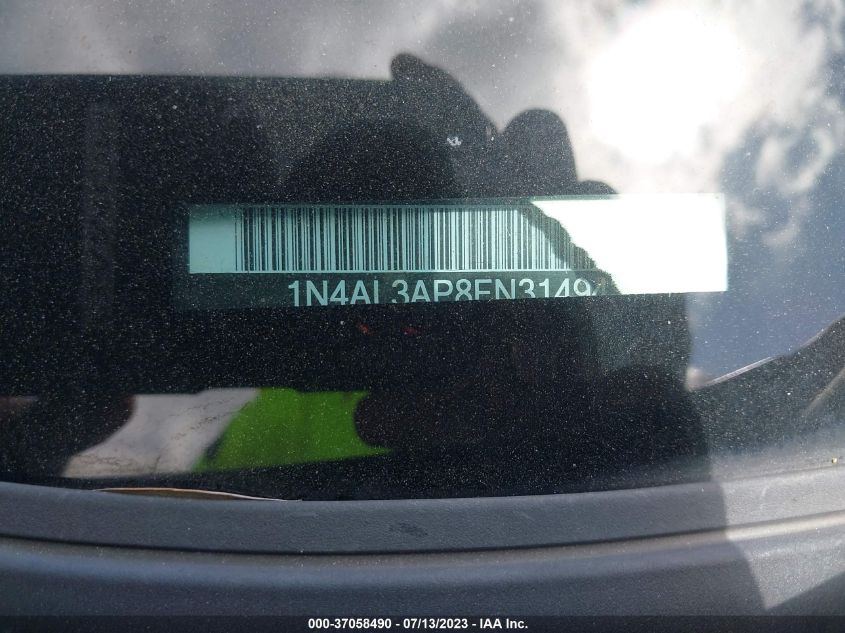 1N4AL3AP8EN3149
000-37058490 - 07/13/2023 - IAA Inc.